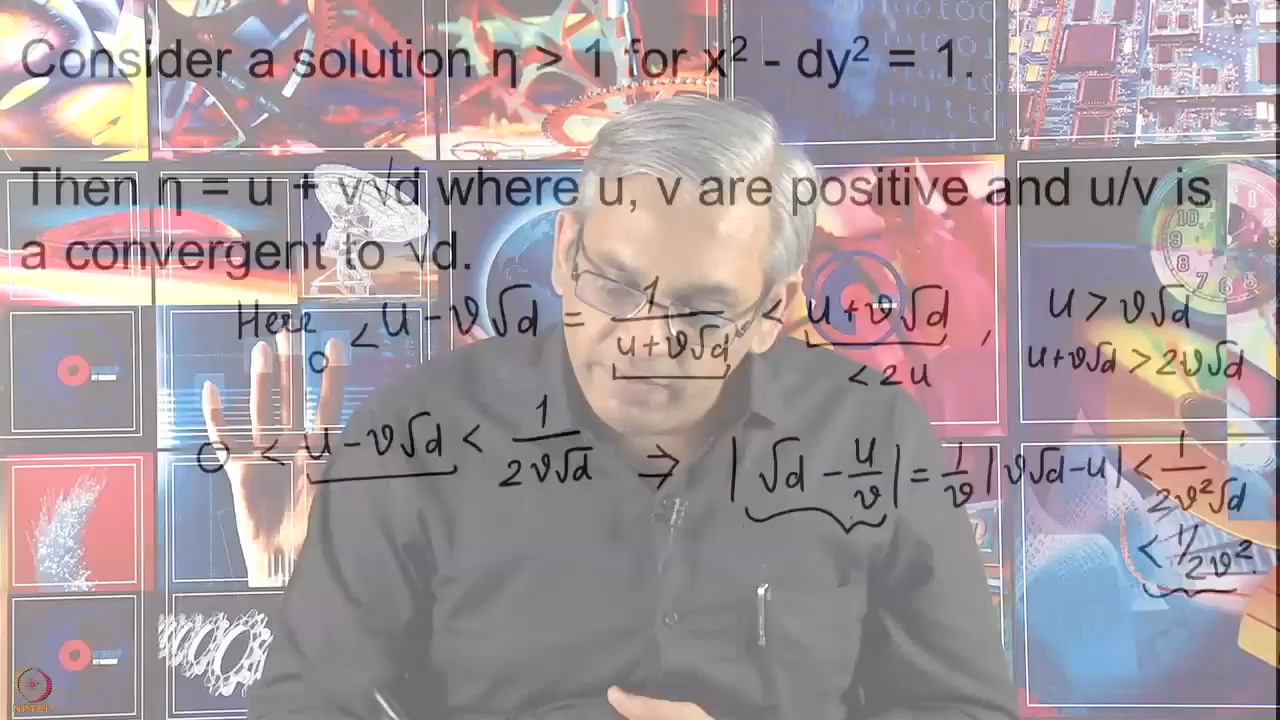 Consider a solution η > 1 for x² - dy² = 1.
Then η = u + v√d where u, v are positive and u/v is
a convergent to √d.
Here 0 < u - v√d = 1/(u+v√d) < u+v√d , u > v√d
< 2u u+v√d > 2v√d
0 < u - v√d < 1/(2v√d) ⇒ |√d - u/v| = 1/v |v√d-u| < 1/(2v²√d)
< 1/2v².
NPTEL